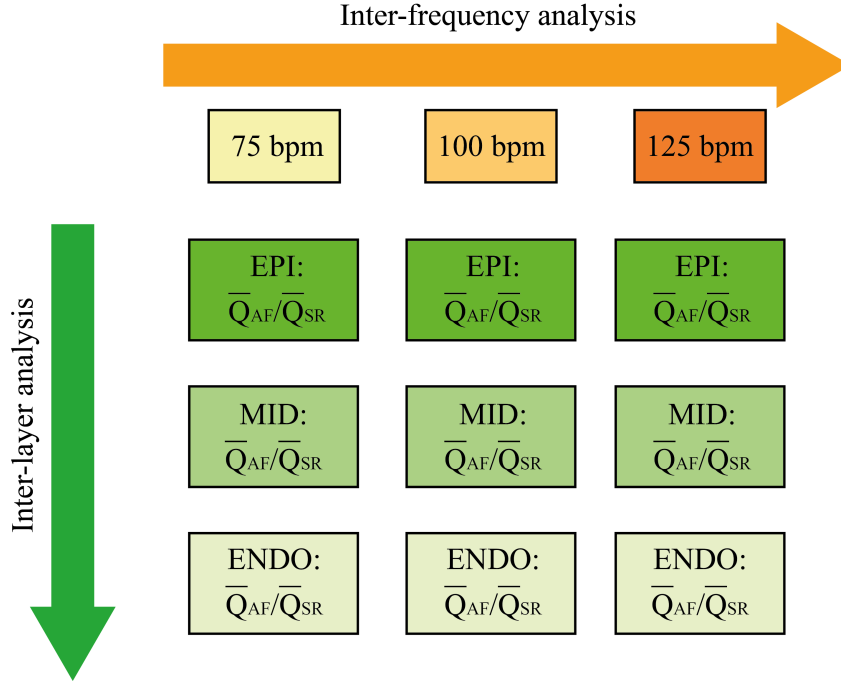 Inter-frequency analysis
75 bpm
100 bpm
125 bpm
Inter-layer analysis
EPI:
Q̅AF/Q̅SR
EPI:
Q̅AF/Q̅SR
EPI:
Q̅AF/Q̅SR
MID:
Q̅AF/Q̅SR
MID:
Q̅AF/Q̅SR
MID:
Q̅AF/Q̅SR
ENDO:
Q̅AF/Q̅SR
ENDO:
Q̅AF/Q̅SR
ENDO:
Q̅AF/Q̅SR